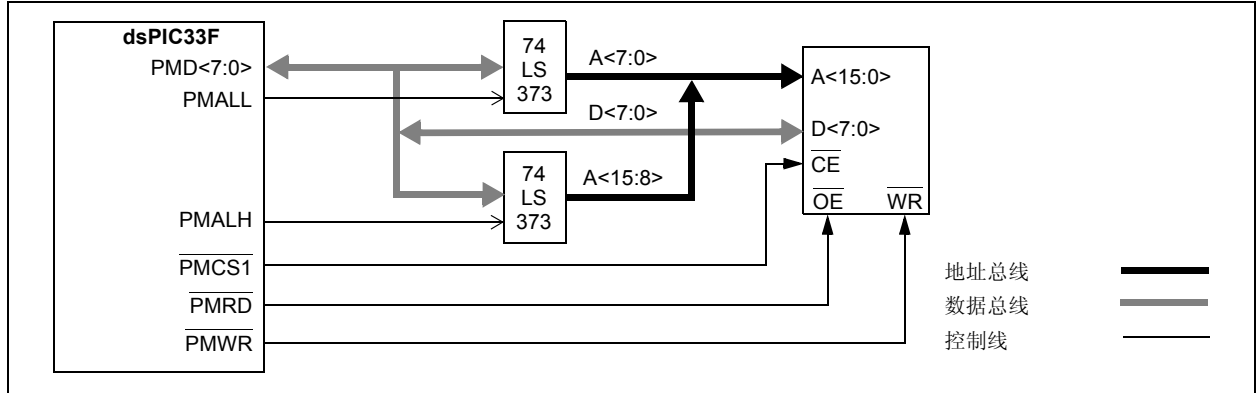 dsPIC33F
PMD<7:0>
PMALL
PMALH
PMCS1
PMRD
PMWR
74
LS
373
A<7:0>
D<7:0>
74
LS
373
A<15:8>
A<15:0>
D<7:0>
CE
OE WR
地址总线
数据总线
控制线